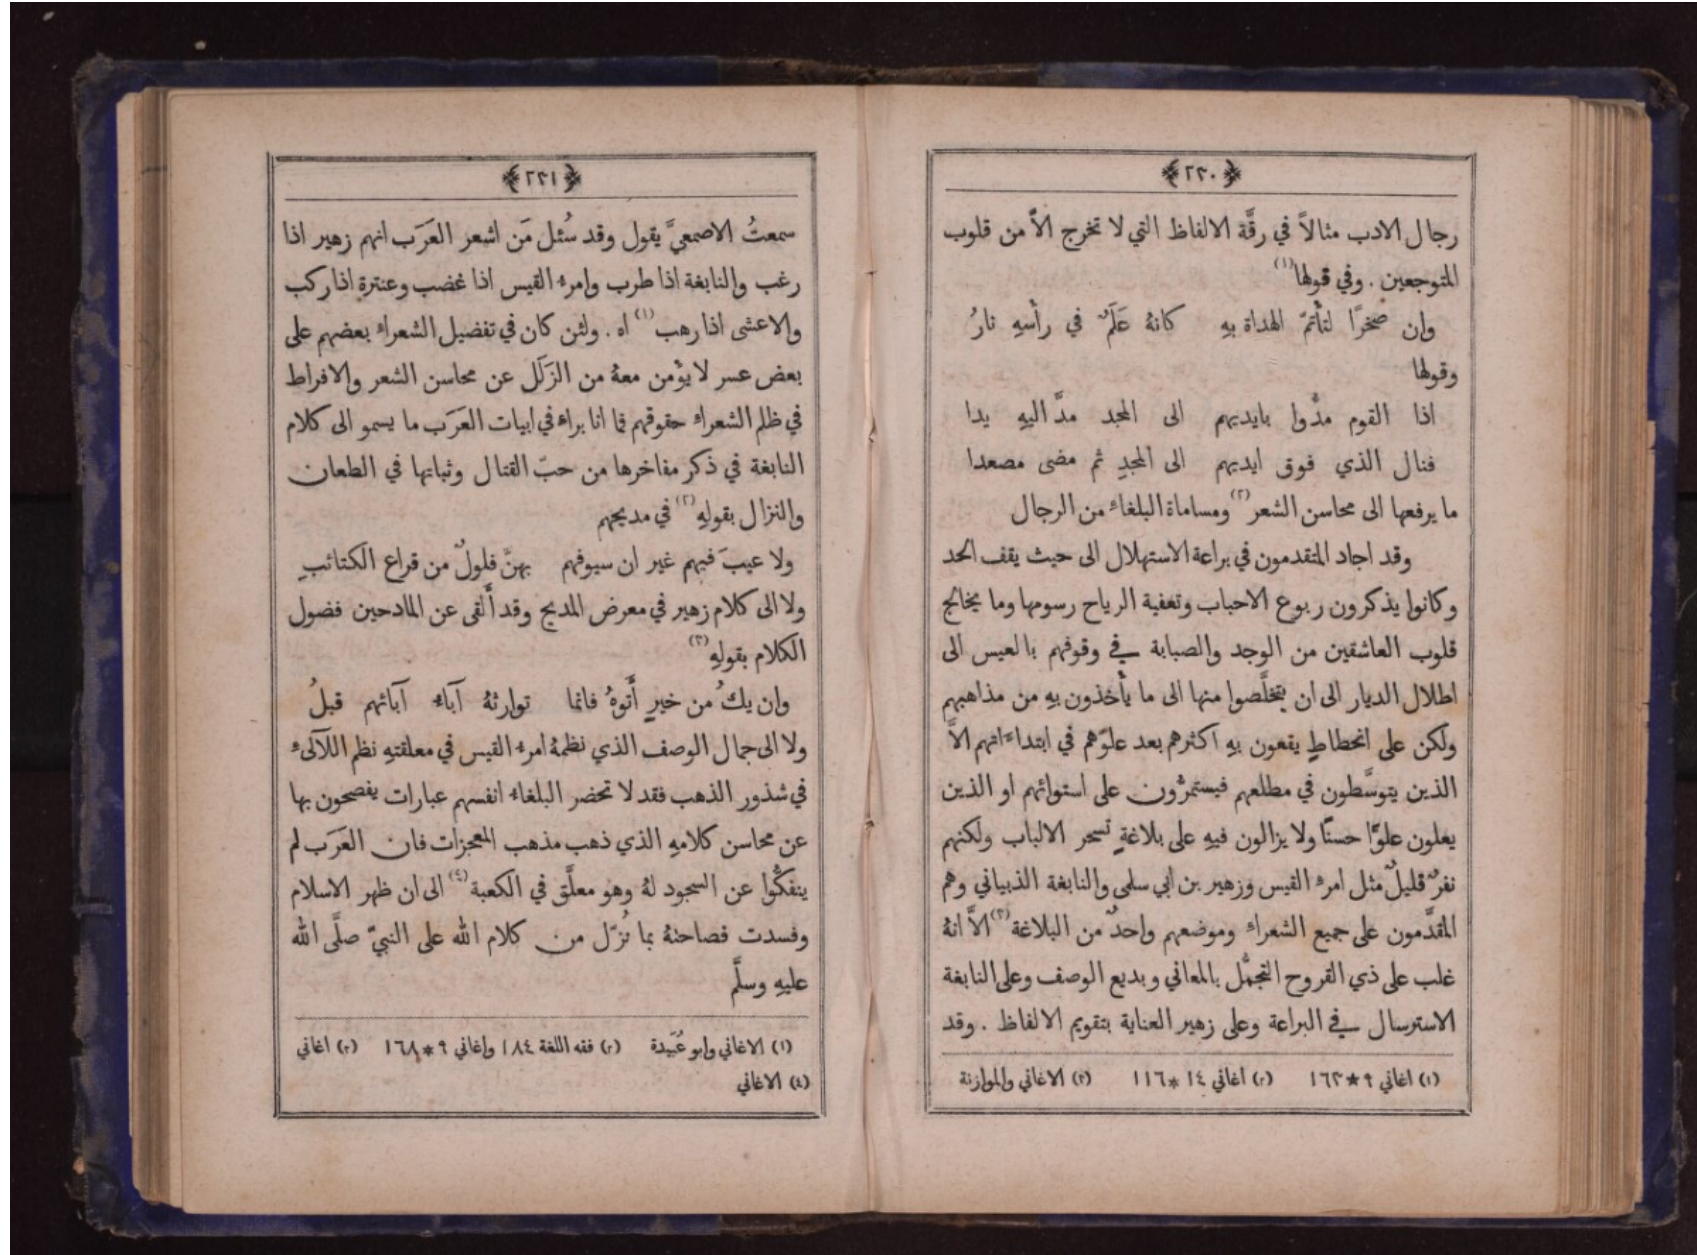 ﴿٢٣٠﴾
رجال الادب مثالاً في رقَّة الالفاظ التي لا تخرج الاَّ من قلوب
المتوجعين . وفي قولها (١)
وان صخرًا لتأتمّ الهداة بهِ كانهُ عَلَمٌ في رأسهِ نارُ
وقولها
اذا القوم مدُّوا بايديهم الى المجد مدَّ اليهِ يدا
فنال الذي فوق ايديهم الى المجدِ ثم مضى مصعدا
ما يرفعها الى محاسن الشعر (٢) ومساماة البلغاء من الرجال
وقد اجاد المتقدمون في براعة الاستهلال الى حيث يقف الحد
وكانوا يذكرون ربوع الاحباب وتعفية الرياح رسومها وما يخالج
قلوب العاشقين من الوجد والصبابة في وقوفهم بالعيس الى
اطلال الديار الى ان يتخلَّصوا منها الى ما يأخذون بهِ من مذاهبهم
ولكن على انحطاطٍ يقعون بهِ اكثرهم بعد علوّهم في ابتداءاتهم الاَّ
الذين يتوسَّطون في مطلعهم فيستمرُّون على استوائهم او الذين
يعلون علوًّا حسنًا ولا يزالون فيهِ على بلاغةٍ تسحر الالباب ولكنهم
نفرٌ قليلٌ مثل امرء القيس وزهير بن ابي سلمى والنابغة الذبياني وهم
المقدَّمون على جميع الشعراء وموضعهم واحدٌ من البلاغة (٣) الاَّ انهُ
غلب على ذي القروح التجمُّل بالمعاني وبديع الوصف وعلى النابغة
الاسترسال في البراعة وعلى زهير العناية بتقويم الالفاظ . وقد
(١) اغاني ٩*١٦٣ (٢) اغاني ١٤*١١٦ (٣) الاغاني والموازنة
﴿٢٣١﴾
سمعتُ الاصمعيَّ يقول وقد سُئل مَن اشعر العَرَب انهم زهير اذا
رغب والنابغة اذا طرب وامرء القيس اذا غضب وعنترة اذا ركب
والاعشى اذا رهب (١) اه . ولئن كان في تفضيل الشعراء بعضهم على
بعض عسر لا يؤمن معهُ من الزَلَل عن محاسن الشعر والافراط
في ظلم الشعراء حقوقهم فما انا براءٍ في ابيات العَرَب ما يسمو الى كلام
النابغة في ذكر مفاخرها من حبّ القتال وثباتها في الطعان
والنزال بقولهِ (٢) في مديحهم
ولا عيبَ فيهم غير ان سيوفهم بهنَّ فلولٌ من قراع الكتائبِ
ولا الى كلام زهير في معرض المديح وقد أَلقى عن المادحين فضول
الكلام بقولهِ (٣)
وان يكُ من خيرٍ أَتوهُ فانما توارثهُ آباء آبائهم قبلُ
ولا الى جمال الوصف الذي نظمهُ امرء القيس في معلقتهِ نظم اللآلىء
في شذور الذهب فقد لا تحضر البلغاء انفسهم عبارات يفصحون بها
عن محاسن كلامهِ الذي ذهب مذهب المعجزات فان العَرَب لم
ينفكُّوا عن السجود لهُ وهو معلَّق في الكعبة (٤) الى ان ظهر الاسلام
وفسدت فصاحتهُ بما نُزّل من كلام الله على النبيّ صلَّى الله
عليهِ وسلَّم
(١) الاغاني وابو عُبَيدة (٢) فقه اللغة ١٨٤ واغاني ٩*١٦٨ (٣) اغاني
(٤) الاغاني